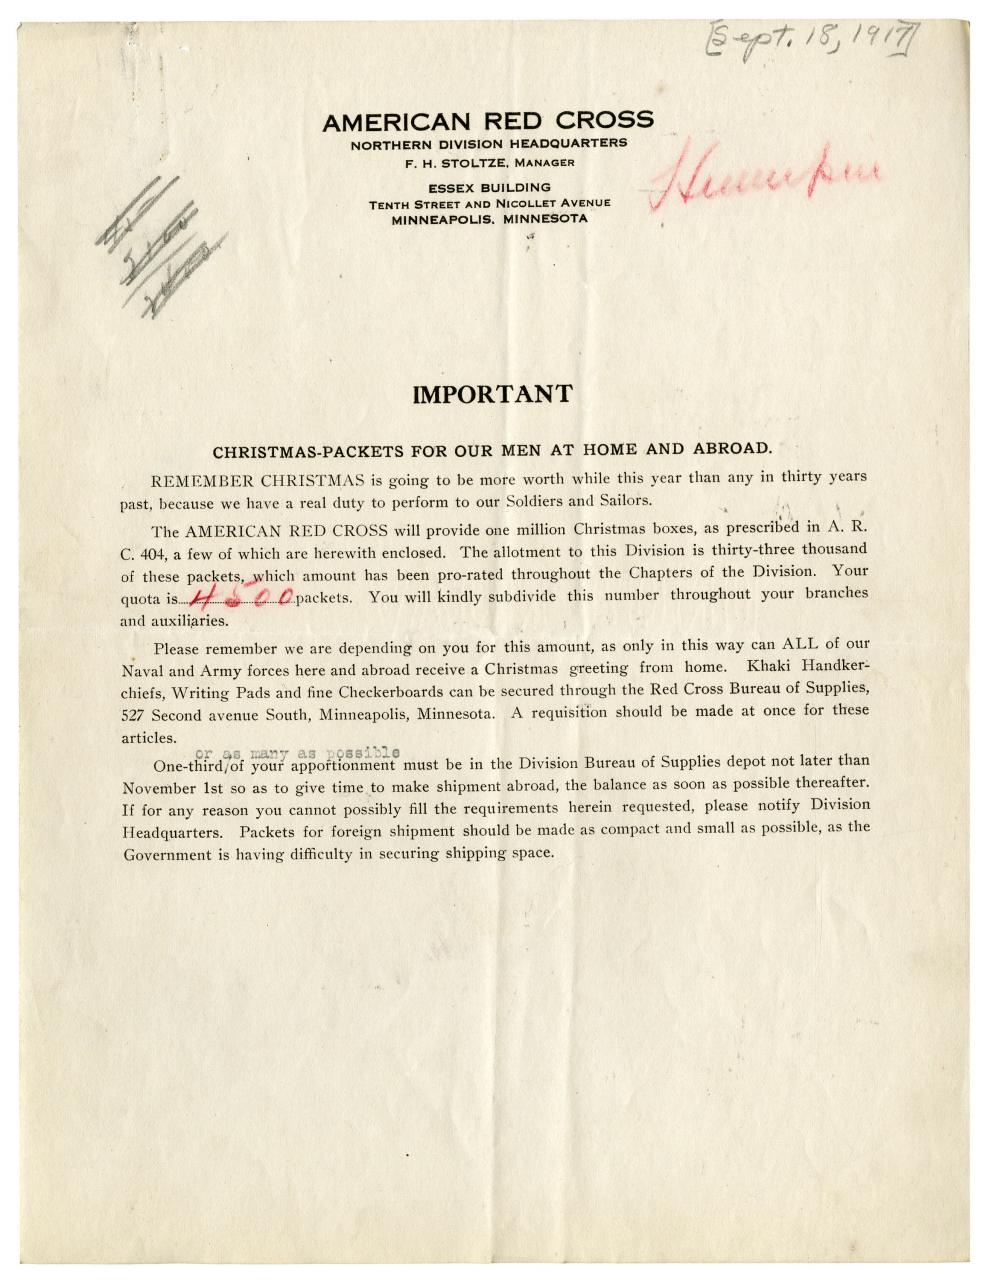 [Sept. 18, 1917]
AMERICAN RED CROSS
NORTHERN DIVISION HEADQUARTERS
F. H. STOLTZE, MANAGER
ESSEX BUILDING
TENTH STREET AND NICOLLET AVENUE
MINNEAPOLIS, MINNESOTA
IMPORTANT
CHRISTMAS-PACKETS FOR OUR MEN AT HOME AND ABROAD.
REMEMBER CHRISTMAS is going to be more worth while this year than any in thirty years
past, because we have a real duty to perform to our Soldiers and Sailors.
The AMERICAN RED CROSS will provide one million Christmas boxes, as prescribed in A. R.
C. 404, a few of which are herewith enclosed. The allotment to this Division is thirty-three thousand
of these packets, which amount has been pro-rated throughout the Chapters of the Division. Your
quota is 4500 packets. You will kindly subdivide this number throughout your branches
and auxiliaries.
Please remember we are depending on you for this amount, as only in this way can ALL of our
Naval and Army forces here and abroad receive a Christmas greeting from home. Khaki Handker-
chiefs, Writing Pads and fine Checkerboards can be secured through the Red Cross Bureau of Supplies,
527 Second avenue South, Minneapolis, Minnesota. A requisition should be made at once for these
articles.
or as many as possible
One-third/of your apportionment must be in the Division Bureau of Supplies depot not later than
November 1st so as to give time to make shipment abroad, the balance as soon as possible thereafter.
If for any reason you cannot possibly fill the requirements herein requested, please notify Division
Headquarters. Packets for foreign shipment should be made as compact and small as possible, as the
Government is having difficulty in securing shipping space.